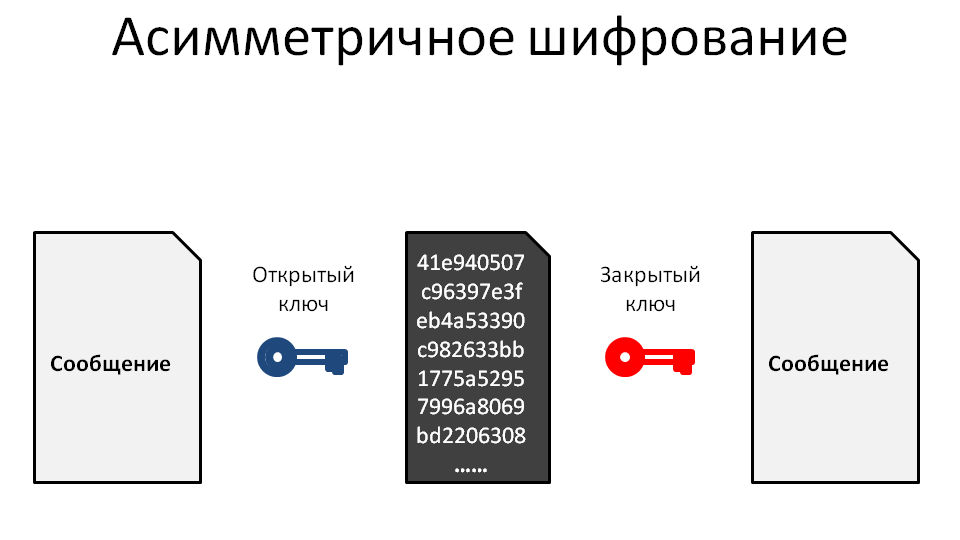 Асимметричное шифрование
Сообщение
Открытый
ключ
41e940507
c96397e3f
eb4a53390
c982633bb
1775a5295
7996a8069
bd2206308
......
Закрытый
ключ
Сообщение